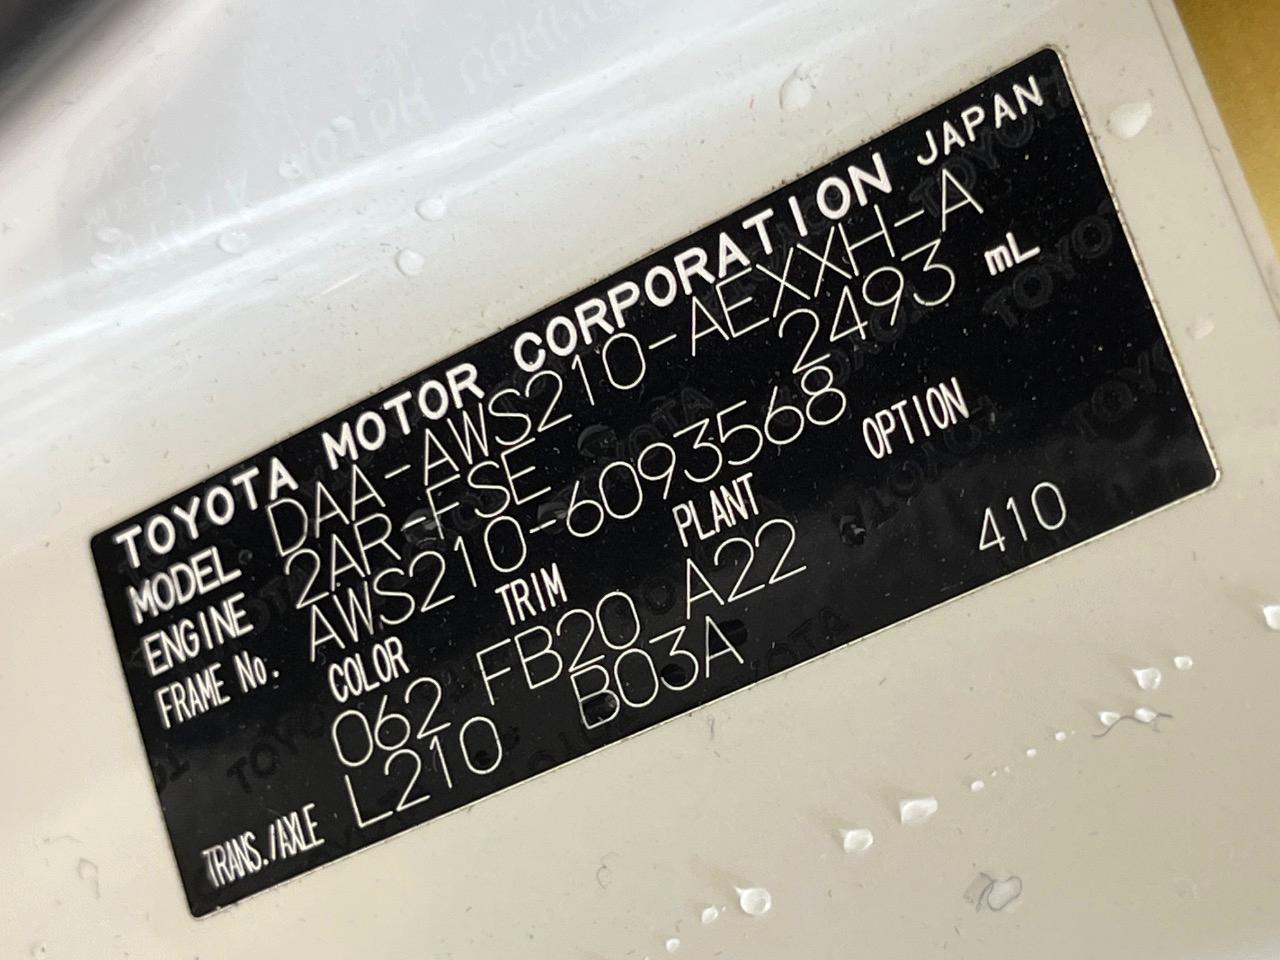 TOYOTA MOTOR CORPORATION JAPAN
MODEL DAA-AWS210-AEXXH-A
ENGINE 2AR-FSE 2493 mL
FRAME No. AWS210-6093568
COLOR TRIM PLANT OPTION
062 FB20 A22 410
TRANS./AXLE L210 B03A